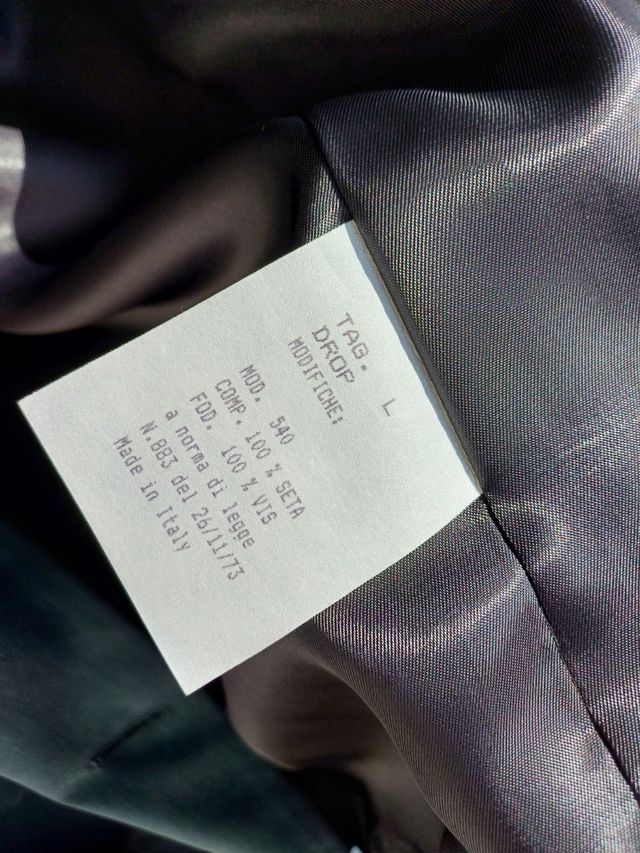 TAG. L
DROP
MODIFICHE:
MOD. 540
COMP. 100 % SETA
FOD. 100 % VIS
a norma di legge
N.883 del 26/11/73
Made in Italy